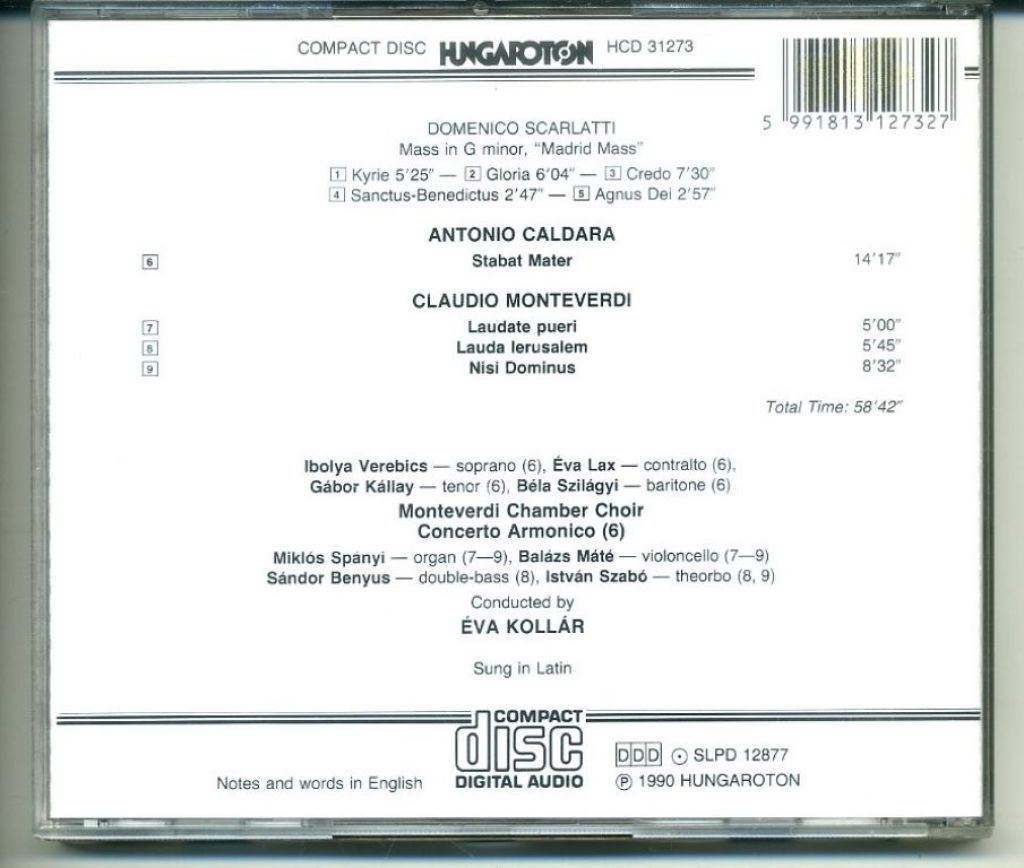 COMPACT DISC HUNGAROTON HCD 31273
5 991813 127327
DOMENICO SCARLATTI
Mass in G minor, “Madrid Mass”
1 Kyrie 5’25” — 2 Gloria 6’04” — 3 Credo 7’30”
4 Sanctus-Benedictus 2’47” — 5 Agnus Dei 2’57”
ANTONIO CALDARA
6 Stabat Mater 14’17”
CLAUDIO MONTEVERDI
7 Laudate pueri 5’00”
8 Lauda Ierusalem 5’45”
9 Nisi Dominus 8’32”
Total Time: 58’42”
Ibolya Verebics — soprano (6), Éva Lax — contralto (6),
Gábor Kállay — tenor (6), Béla Szilágyi — baritone (6)
Monteverdi Chamber Choir
Concerto Armonico (6)
Miklós Spányi — organ (7—9), Balázs Máté — violoncello (7—9)
Sándor Benyus — double-bass (8), István Szabó — theorbo (8, 9)
Conducted by
ÉVA KOLLÁR
Sung in Latin
Notes and words in English
COMPACT
disc
DIGITAL AUDIO
DDD SLPD 12877
℗ 1990 HUNGAROTON